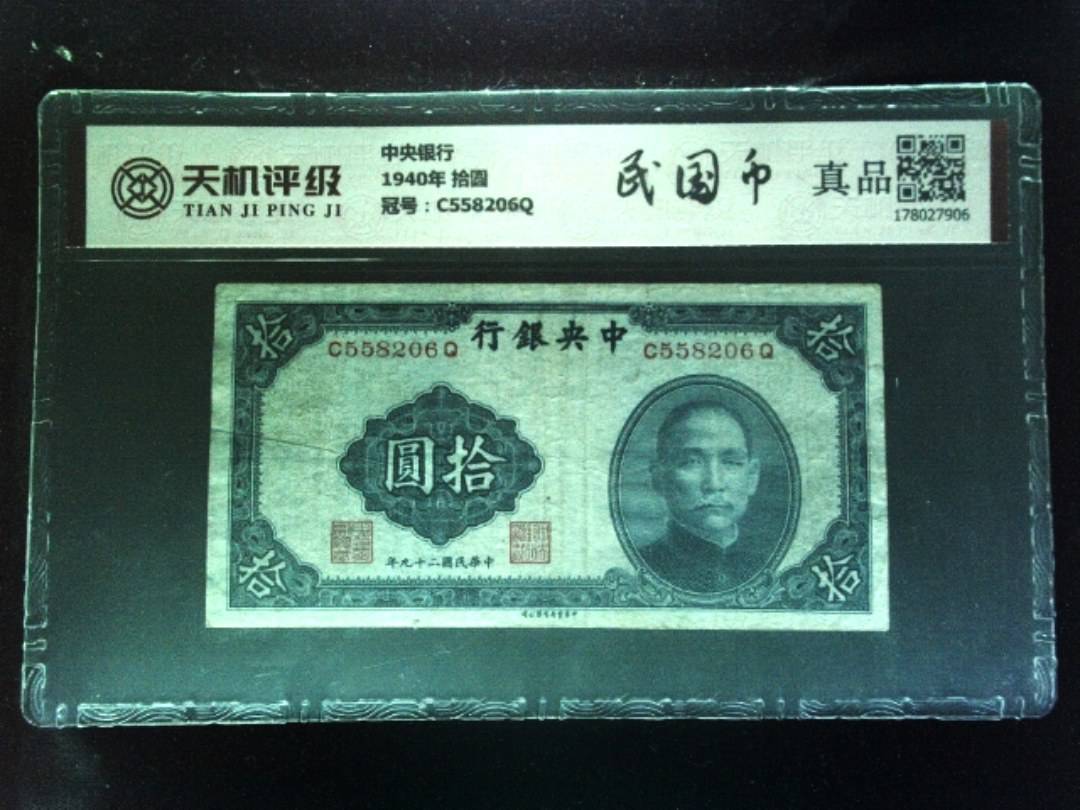 天机评级
TIAN JI PING JI
中央银行
1940年 拾圆
冠号：C558206Q
民国币
真品
178027906
拾
拾
行銀央中
C558206Q
C558206Q
圓拾
年九十二國民華中
拾
拾